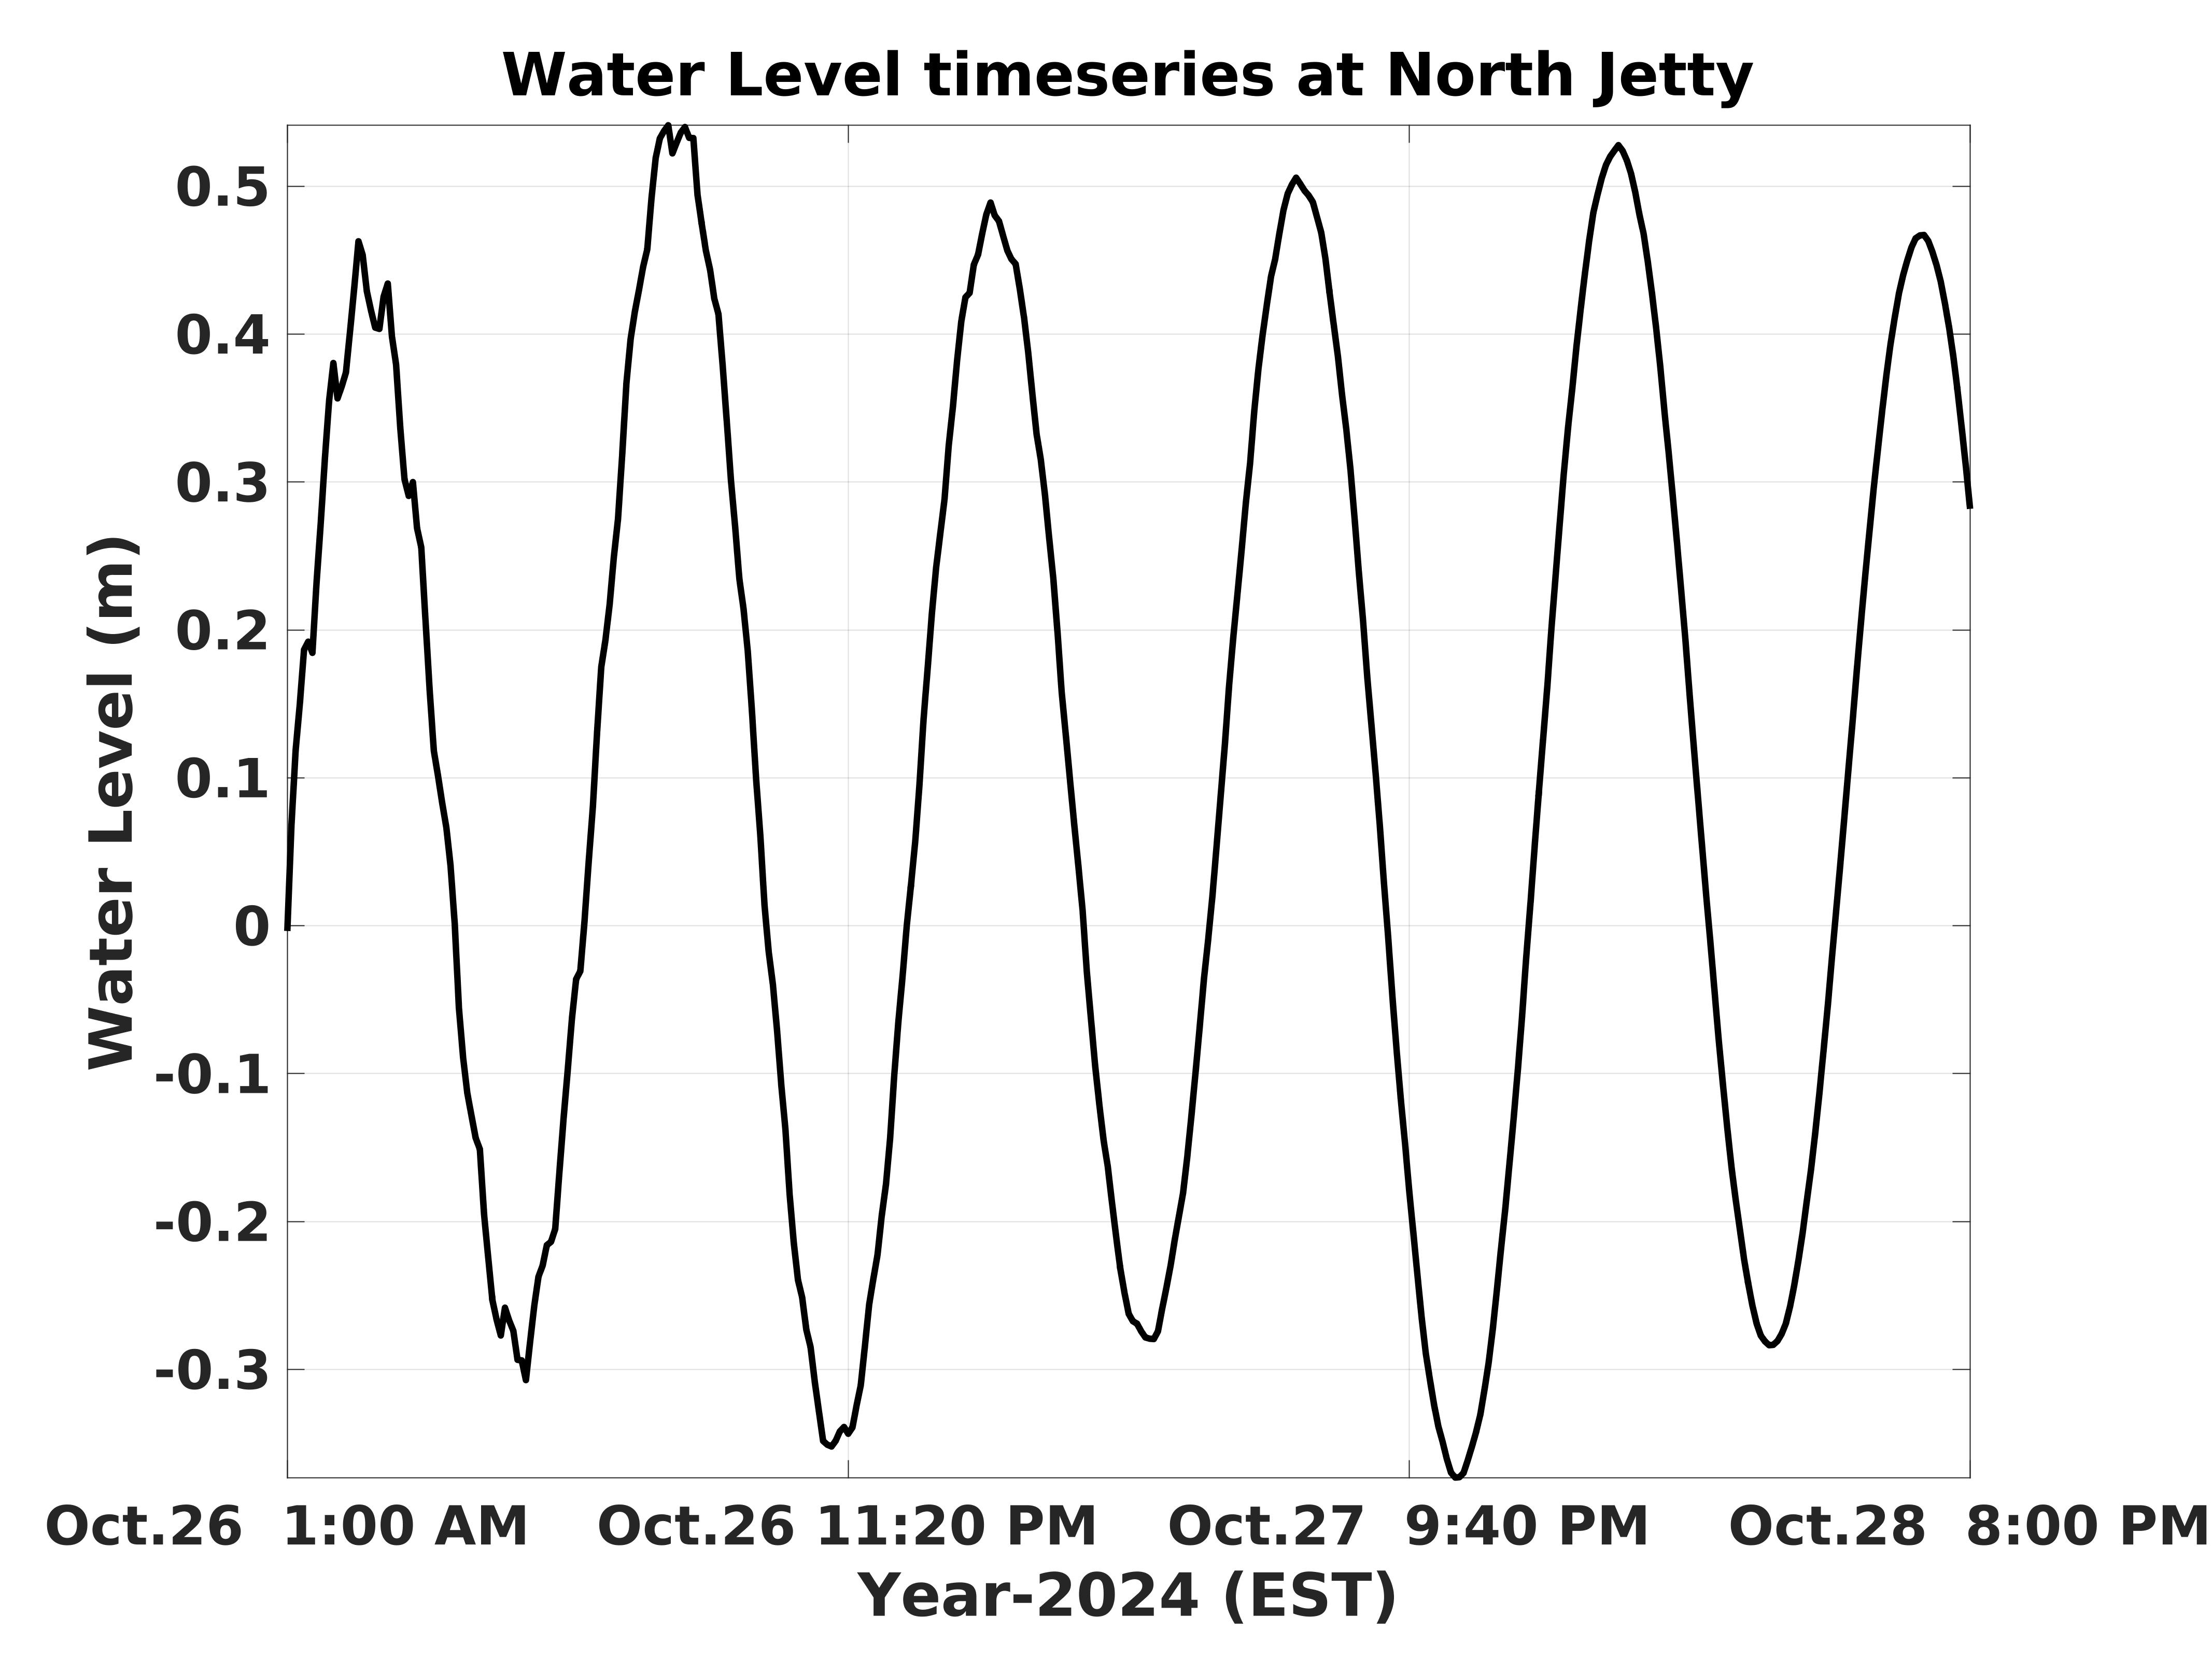 Water Level timeseries at North Jetty
Water Level (m)
0.5
0.4
0.3
0.2
0.1
0
-0.1
-0.2
-0.3
Oct.26 1:00 AM Oct.26 11:20 PM Oct.27 9:40 PM Oct.28 8:00 PM
Year-2024 (EST)